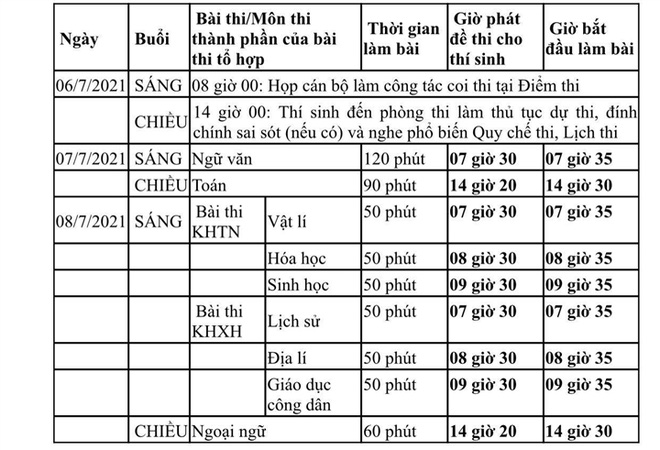 Ngày Buổi Bài thi/Môn thi thành phần của bài thi tổ hợp Thời gian làm bài Giờ phát đề thi cho thí sinh Giờ bắt đầu làm bài
06/7/2021 SÁNG 08 giờ 00: Họp cán bộ làm công tác coi thi tại Điểm thi
CHIỀU 14 giờ 00: Thí sinh đến phòng thi làm thủ tục dự thi, đính chính sai sót (nếu có) và nghe phổ biến Quy chế thi, Lịch thi
07/7/2021 SÁNG Ngữ văn 120 phút 07 giờ 30 07 giờ 35
CHIỀU Toán 90 phút 14 giờ 20 14 giờ 30
08/7/2021 SÁNG Bài thi KHTN Vật lí 50 phút 07 giờ 30 07 giờ 35
Hóa học 50 phút 08 giờ 30 08 giờ 35
Sinh học 50 phút 09 giờ 30 09 giờ 35
Bài thi KHXH Lịch sử 50 phút 07 giờ 30 07 giờ 35
Địa lí 50 phút 08 giờ 30 08 giờ 35
Giáo dục công dân 50 phút 09 giờ 30 09 giờ 35
CHIỀU Ngoại ngữ 60 phút 14 giờ 20 14 giờ 30